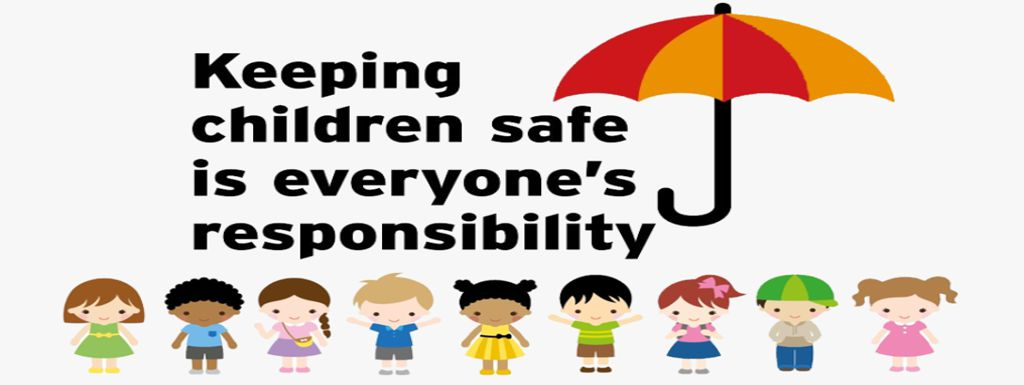 Keeping
children safe
is everyone's
responsibility